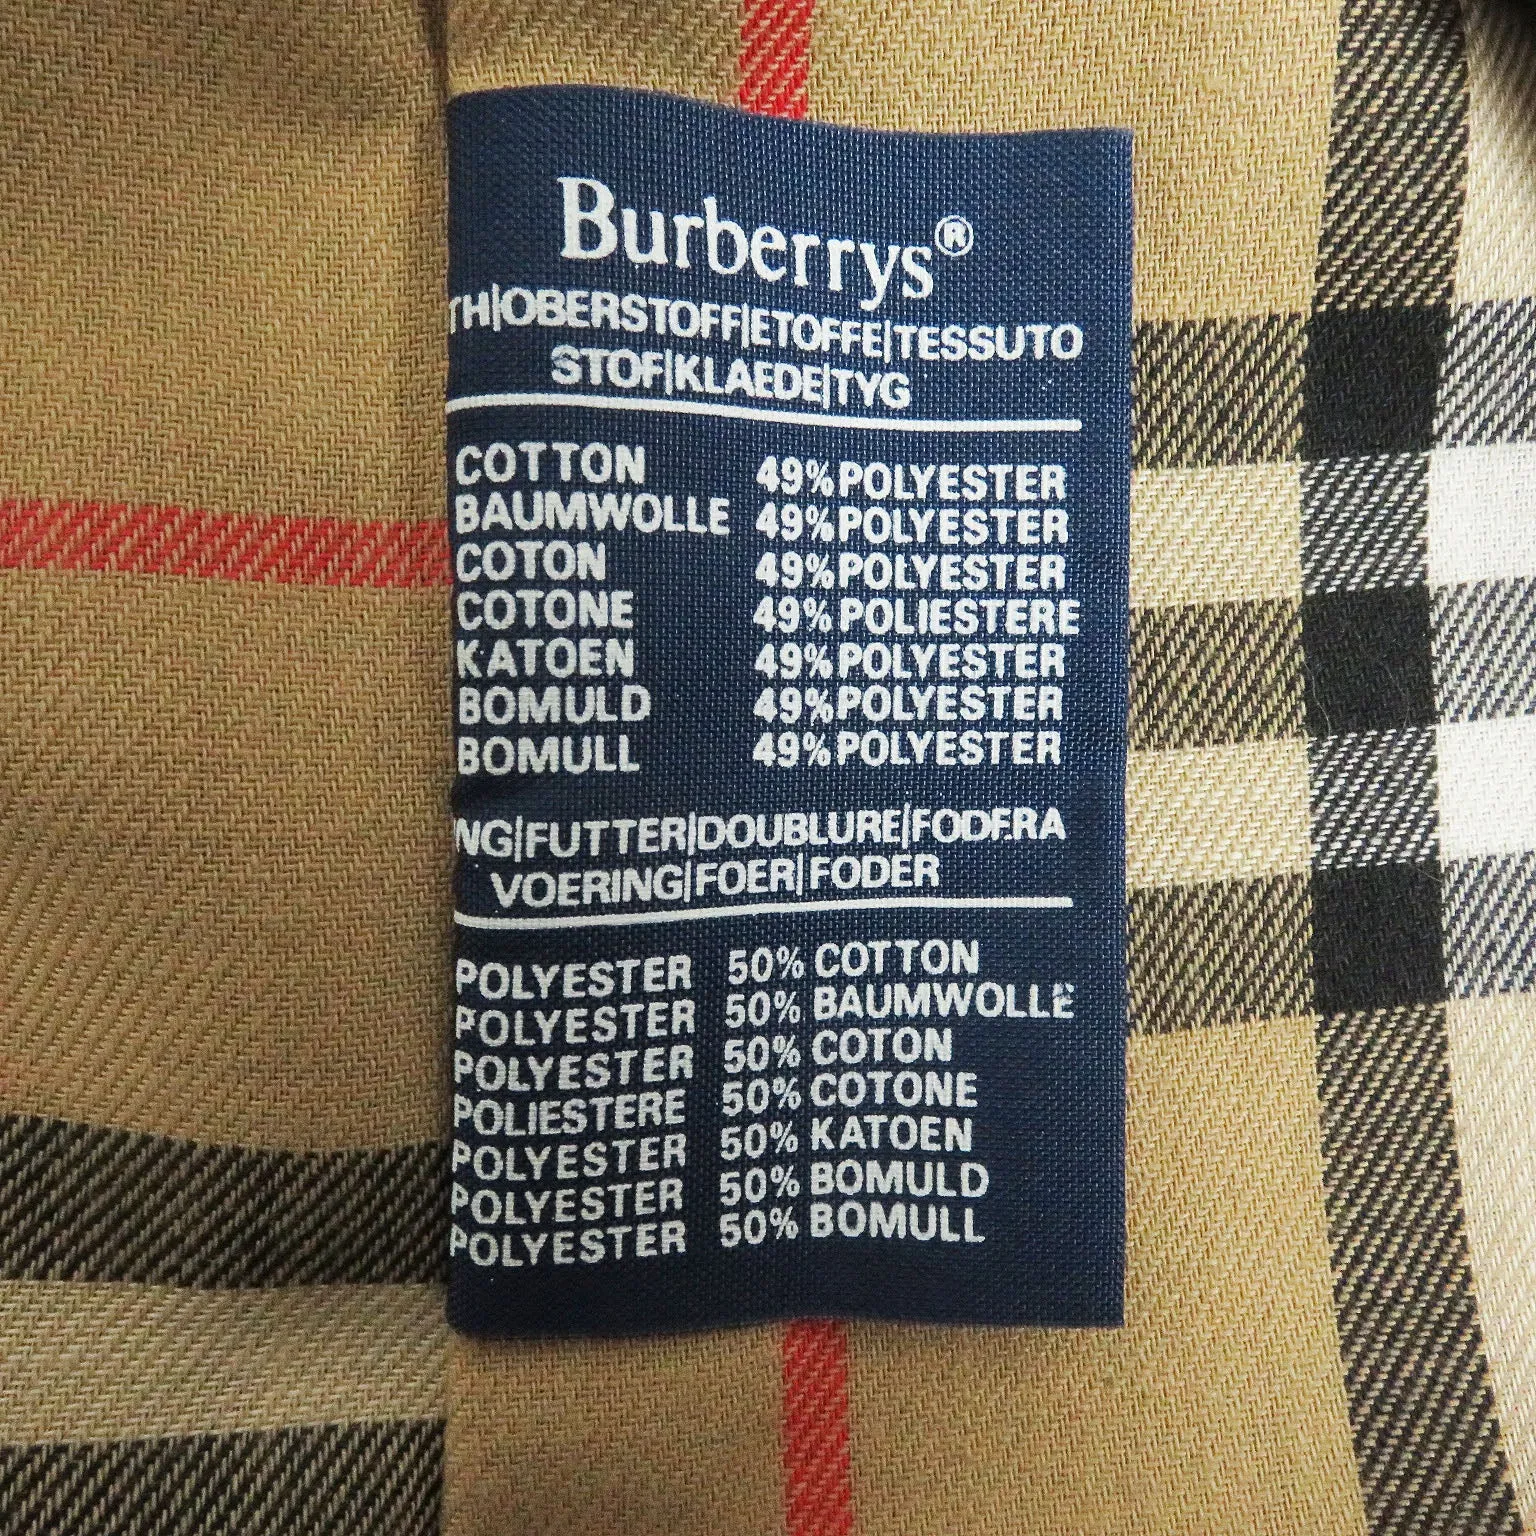 Burberrys®
TH|OBERSTOFF|ETOFFE|TESSUTO
STOF|KLAEDE|TYG
COTTON 49% POLYESTER
BAUMWOLLE 49% POLYESTER
COTON 49% POLYESTER
COTONE 49% POLIESTERE
KATOEN 49% POLYESTER
BOMULD 49% POLYESTER
BOMULL 49% POLYESTER
NG|FUTTER|DOUBLURE|FODERA
VOERING|FOER|FODER
POLYESTER 50% COTTON
POLYESTER 50% BAUMWOLLE
POLYESTER 50% COTON
POLIESTERE 50% COTONE
POLYESTER 50% KATOEN
POLYESTER 50% BOMULD
POLYESTER 50% BOMULL